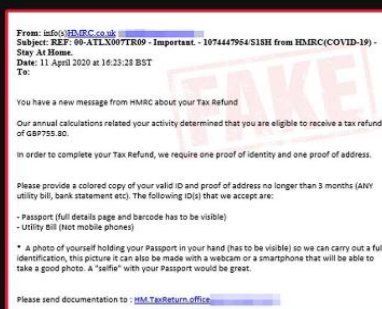 From: info(s)HMRC.co.uk
Subject: REF: 00-ATLX007TR09 - Important. - 1074447954/S18H from HMRC(COVID-19) -
Stay At Home.
Date: 11 April 2020 at 16:23:28 BST
To:
FAKE
You have a new message from HMRC about your Tax Refund
Our annual calculations related your activity determined that you are eligible to receive a tax refund
of GBP755.80.
In order to complete your Tax Refund, we require one proof of identity and one proof of address.
Please provide a colored copy of your valid ID and proof of address no longer than 3 months (ANY
utility bill, bank statement etc). The following ID(s) that we accept are:
- Passport (full details page and barcode has to be visible)
- Utility Bill (Not mobile phones)
* A photo of yourself holding your Passport in your hand (has to be visible) so we can carry out a full
identification, this picture it can also be made with a webcam or a smartphone that will be able to
take a good photo. A "selfie" with your Passport would be great.
Please send documentation to : HM.TaxReturn.office